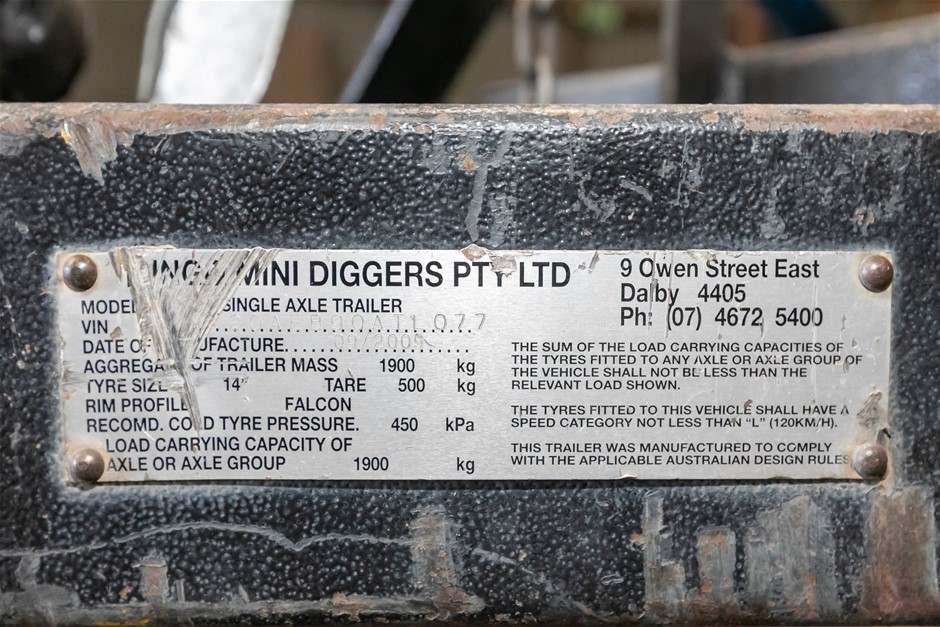 MINI DIGGERS PTY LTD
9 Owen Street East
Dalby 4405
Ph: (07) 4672 5400
MODEL SINGLE AXLE TRAILER
VIN
DATE OF MANUFACTURE
AGGREGATE OF TRAILER MASS 1900 kg
TYRE SIZE 14" TARE 500 kg
RIM PROFILE FALCON
RECOMD. COLD TYRE PRESSURE. 450 kPa
LOAD CARRYING CAPACITY OF
AXLE OR AXLE GROUP 1900 kg
THE SUM OF THE LOAD CARRYING CAPACITIES OF
THE TYRES FITTED TO ANY AXLE OR AXLE GROUP OF
THE VEHICLE SHALL NOT BE LESS THAN THE
RELEVANT LOAD SHOWN.
THE TYRES FITTED TO THIS VEHICLE SHALL HAVE A
SPEED CATEGORY NOT LESS THAN "L" (120KM/H).
THIS TRAILER WAS MANUFACTURED TO COMPLY
WITH THE APPLICABLE AUSTRALIAN DESIGN RULES